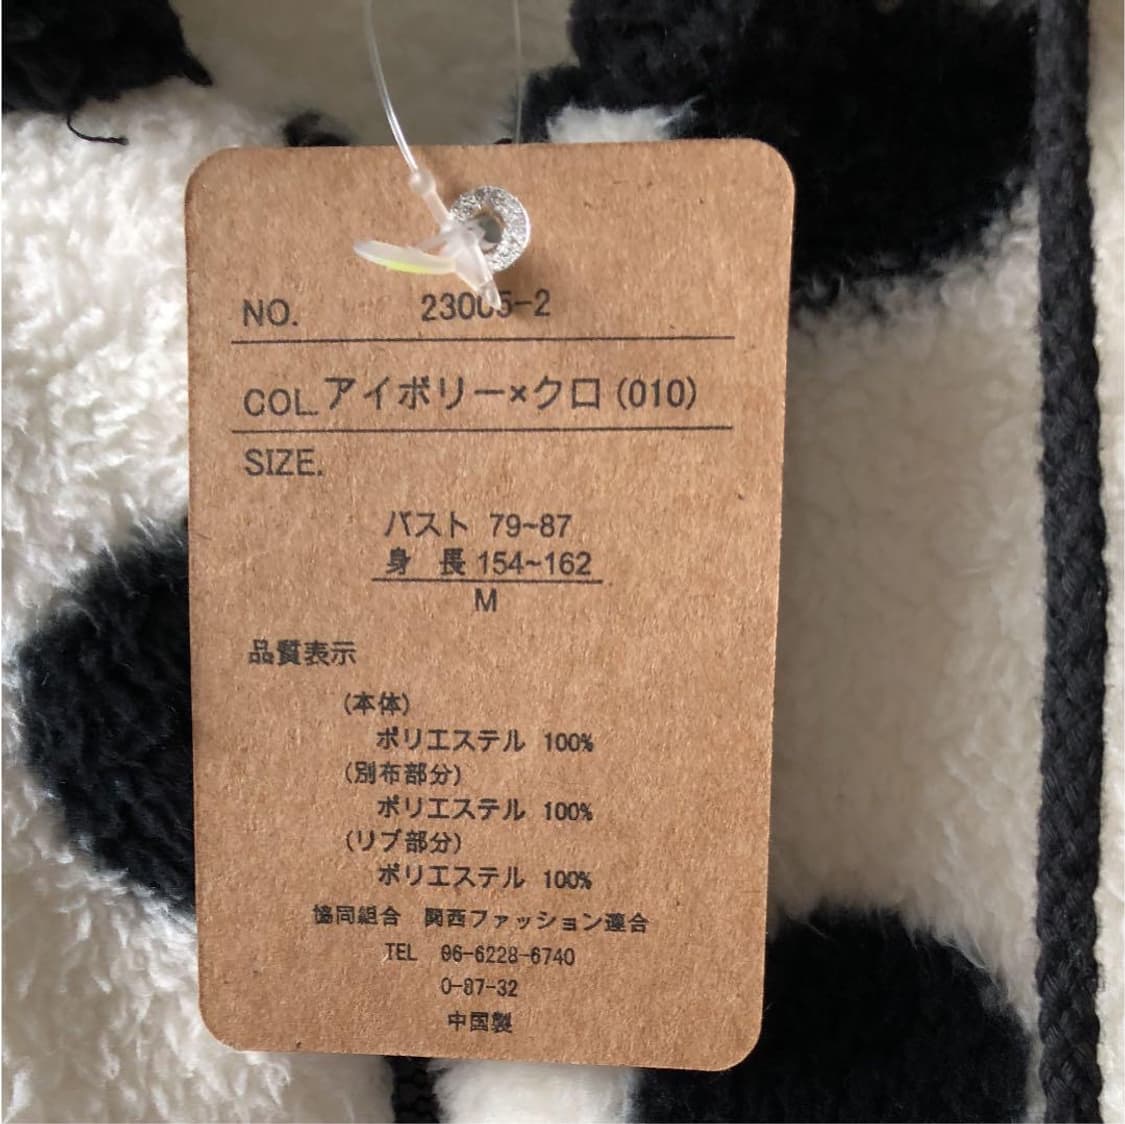 NO. 23005-2
COL.アイボリー×クロ(010)
SIZE.
バスト 79~87
身 長 154~162
M
品質表示
(本体)
ポリエステル 100%
(別布部分)
ポリエステル 100%
(リブ部分)
ポリエステル 100%
協同組合 関西ファッション連合
TEL 06-6228-6740
0-87-32
中国製